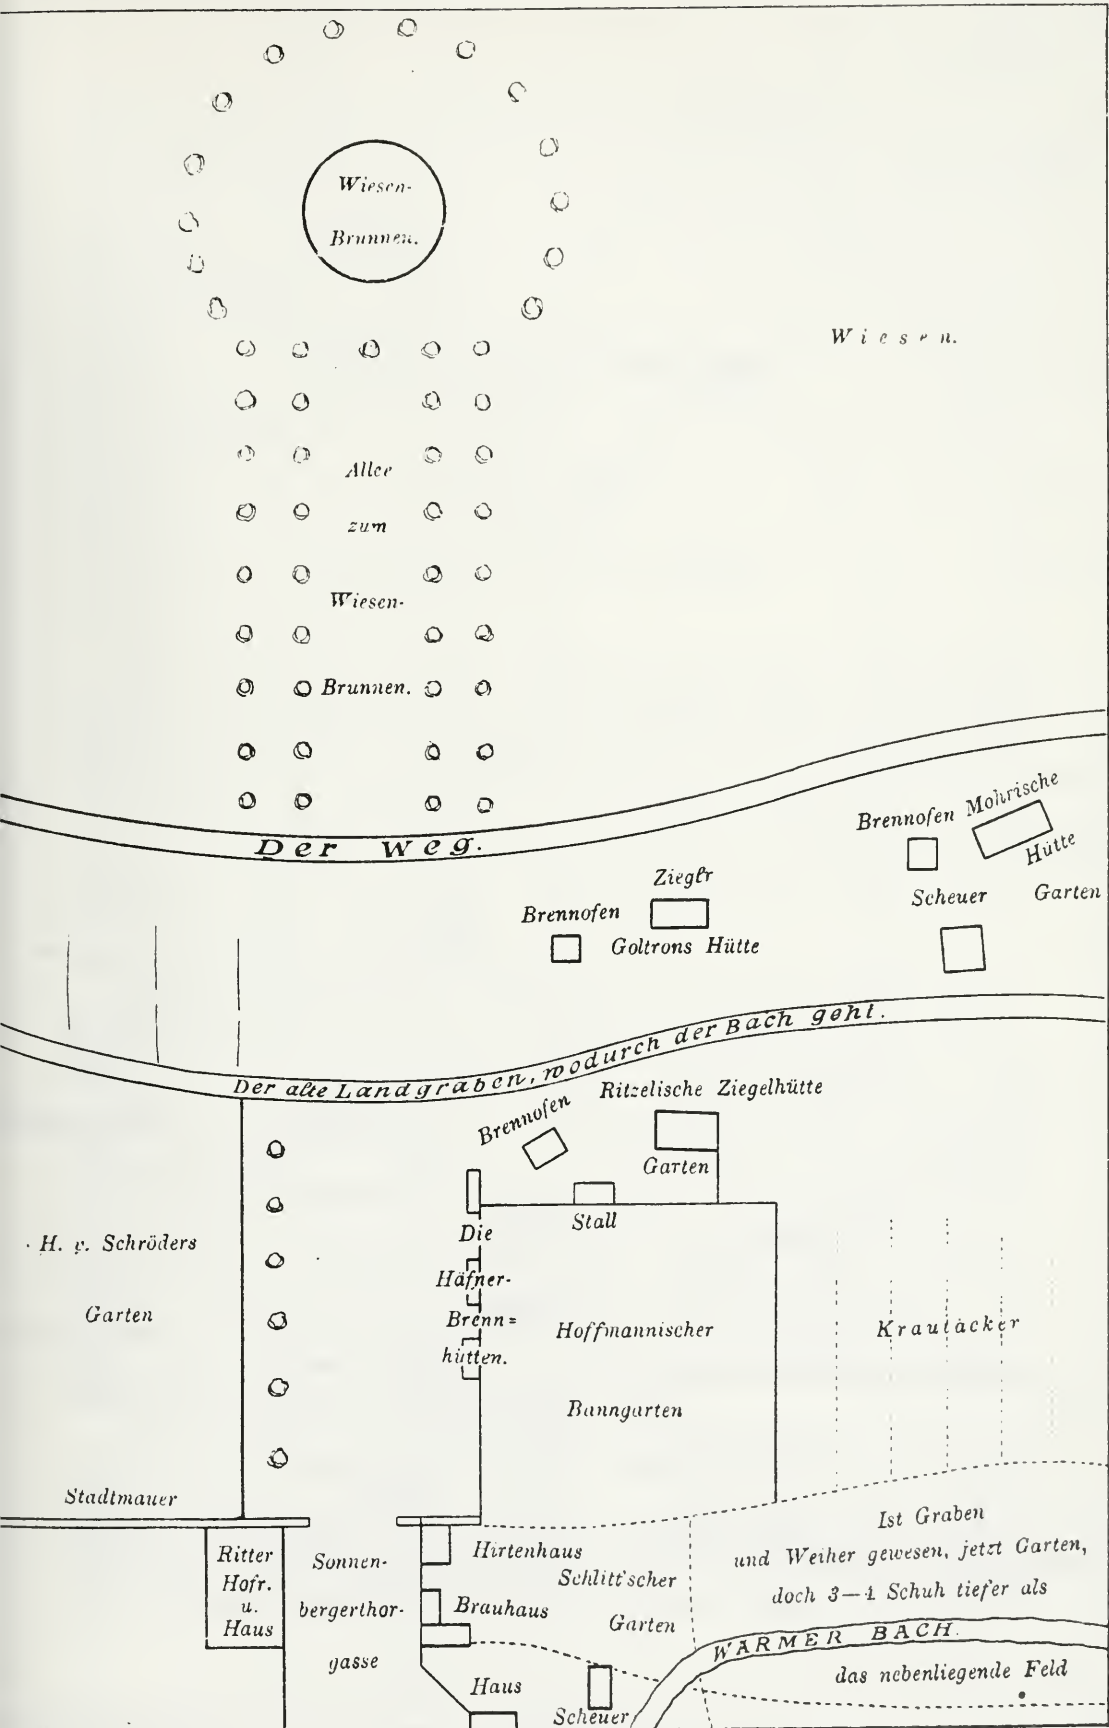 Wiesen-
Brunnen.
Wiesen.
Allee
zum
Wiesen-
Brunnen.
Der Weg.
Brennofen
Mohrische
Hütte
Scheuer
Garten
Zieglr
Brennofen
Goltrons Hütte
Der alte Landgraben, wodurch der Bach geht.
Brennofen
Ritzelische Ziegelhütte
Garten
Stall
Die
Häfner-
Brenn=
hütten.
H. v. Schröders
Garten
Hoffmannischer
Banngarten
Krautäcker
Stadtmauer
Ritter
Hofr.
u.
Haus
Sonnen-
bergerthor-
gasse
Hirtenhaus
Schlitt'scher
Garten
Brauhaus
Haus
Scheuer
Ist Graben
und Weiher gewesen, jetzt Garten,
doch 3—4 Schuh tiefer als
WARMER BACH.
das nebenliegende Feld